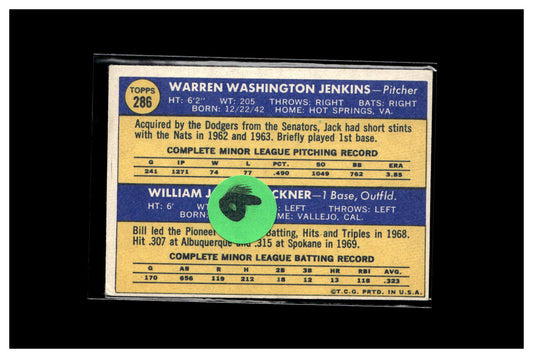 TOPPS
286
WARREN WASHINGTON JENKINS—Pitcher
HT: 6'2" WT: 205 THROWS: RIGHT BATS: RIGHT
BORN: 12/22/42 HOME: HOT SPRINGS, VA.
Acquired by the Dodgers from the Senators, Jack had short stints
with the Nats in 1962 and 1963. Briefly played 1st base.
COMPLETE MINOR LEAGUE PITCHING RECORD
G IP W L PCT. SO BB ERA
241 1271 74 77 .490 1049 762 3.85
WILLIAM J CKNER—1 Base, Outfld.
HT: 6' LEFT THROWS: LEFT
BORN: HOME: VALLEJO, CAL.
Bill led the Pioneer Batting, Hits and Triples in 1968.
Hit .307 at Albuquerque and .315 at Spokane in 1969.
COMPLETE MINOR LEAGUE BATTING RECORD
G AB R H 2B 3B HR RBI AVG.
170 656 119 212 18 12 13 118 .323
©T.C.G. PRTD. IN U.S.A.